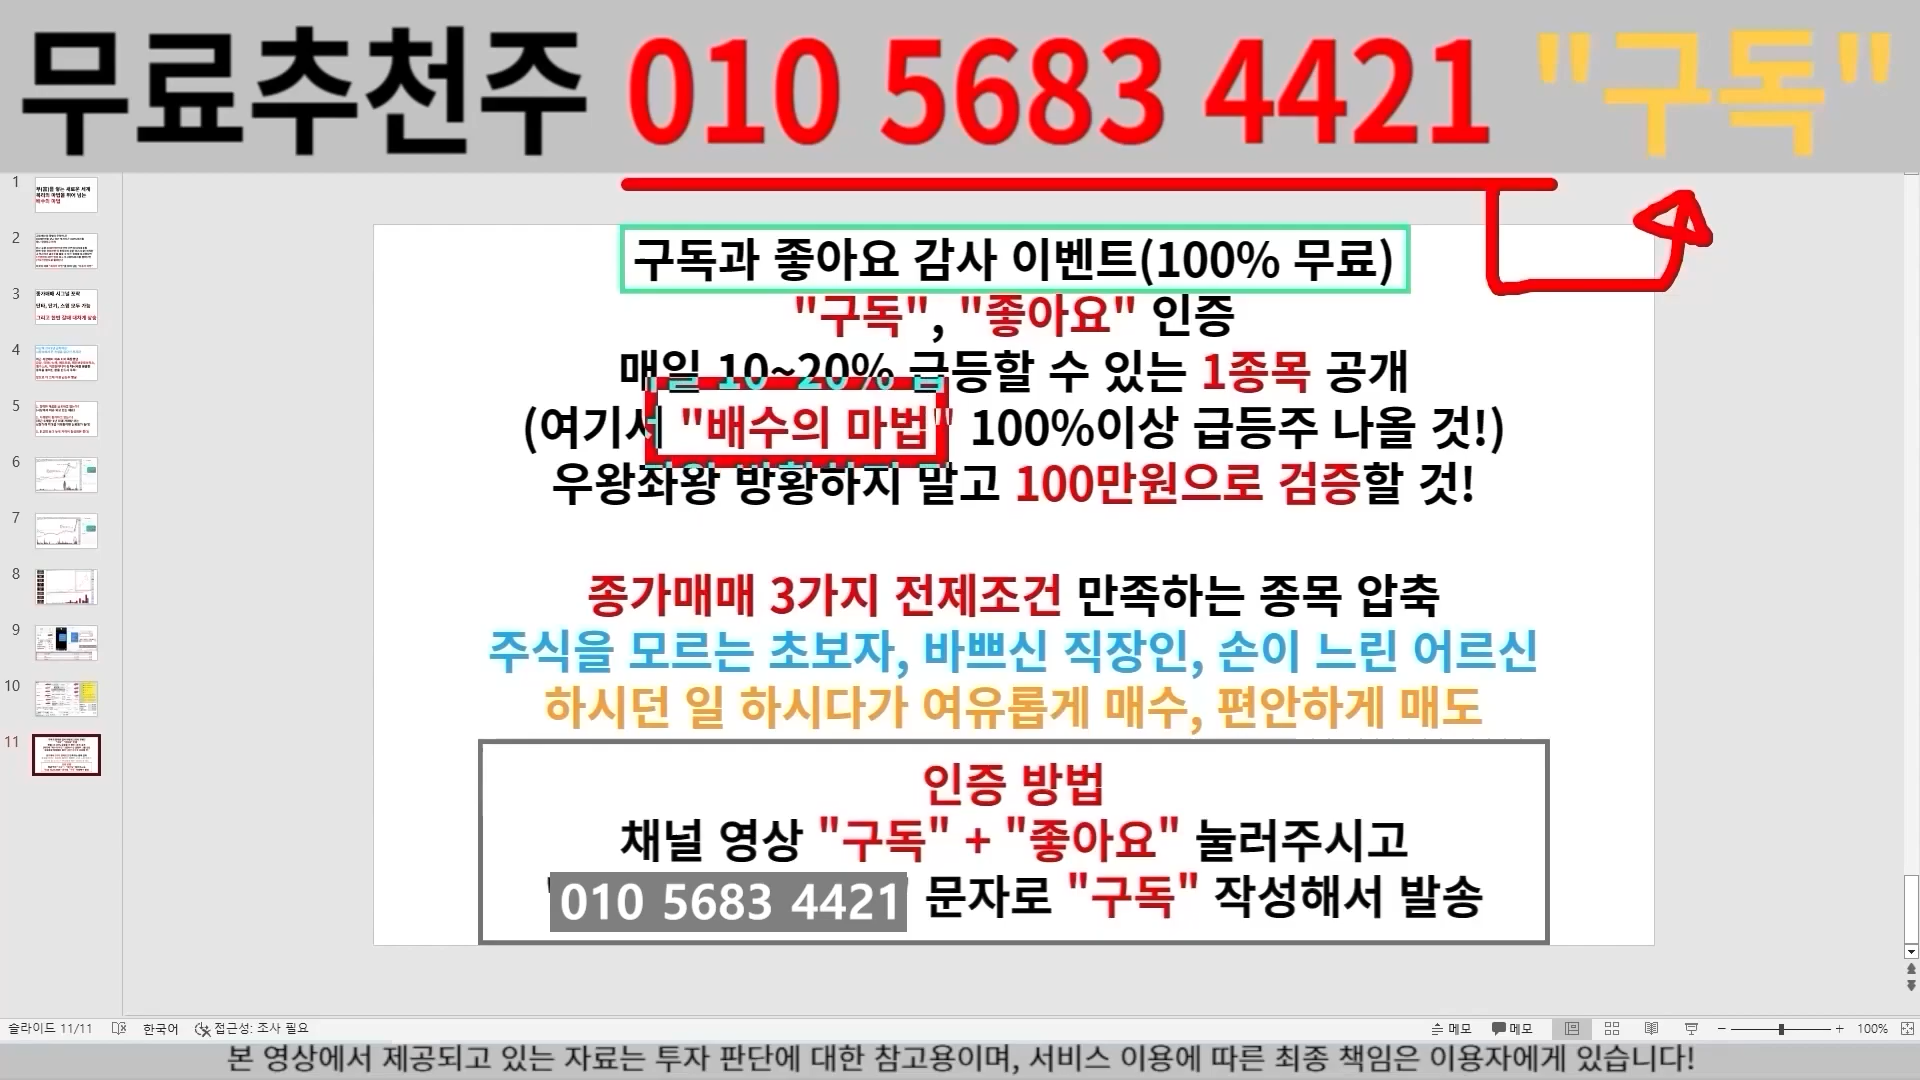 무료추천주 010 5683 4421 "구독"
구독과 좋아요 감사 이벤트(100% 무료)
"구독", "좋아요" 인증
매일 10~20% 급등할 수 있는 1종목 공개
(여기서 "배수의 마법" 100%이상 급등주 나올 것!)
우왕좌왕 방황하지 말고 100만원으로 검증할 것!
종가매매 3가지 전제조건 만족하는 종목 압축
주식을 모르는 초보자, 바쁘신 직장인, 손이 느린 어르신
하시던 일 하시다가 여유롭게 매수, 편안하게 매도
인증 방법
채널 영상 "구독" + "좋아요" 눌러주시고
010 5683 4421 문자로 "구독" 작성해서 발송
1
2
3
4
5
6
7
8
9
10
11
슬라이드 11/11 한국어 접근성: 조사 필요 메모 메모 100%
본 영상에서 제공되고 있는 자료는 투자 판단에 대한 참고용이며, 서비스 이용에 따른 최종 책임은 이용자에게 있습니다!